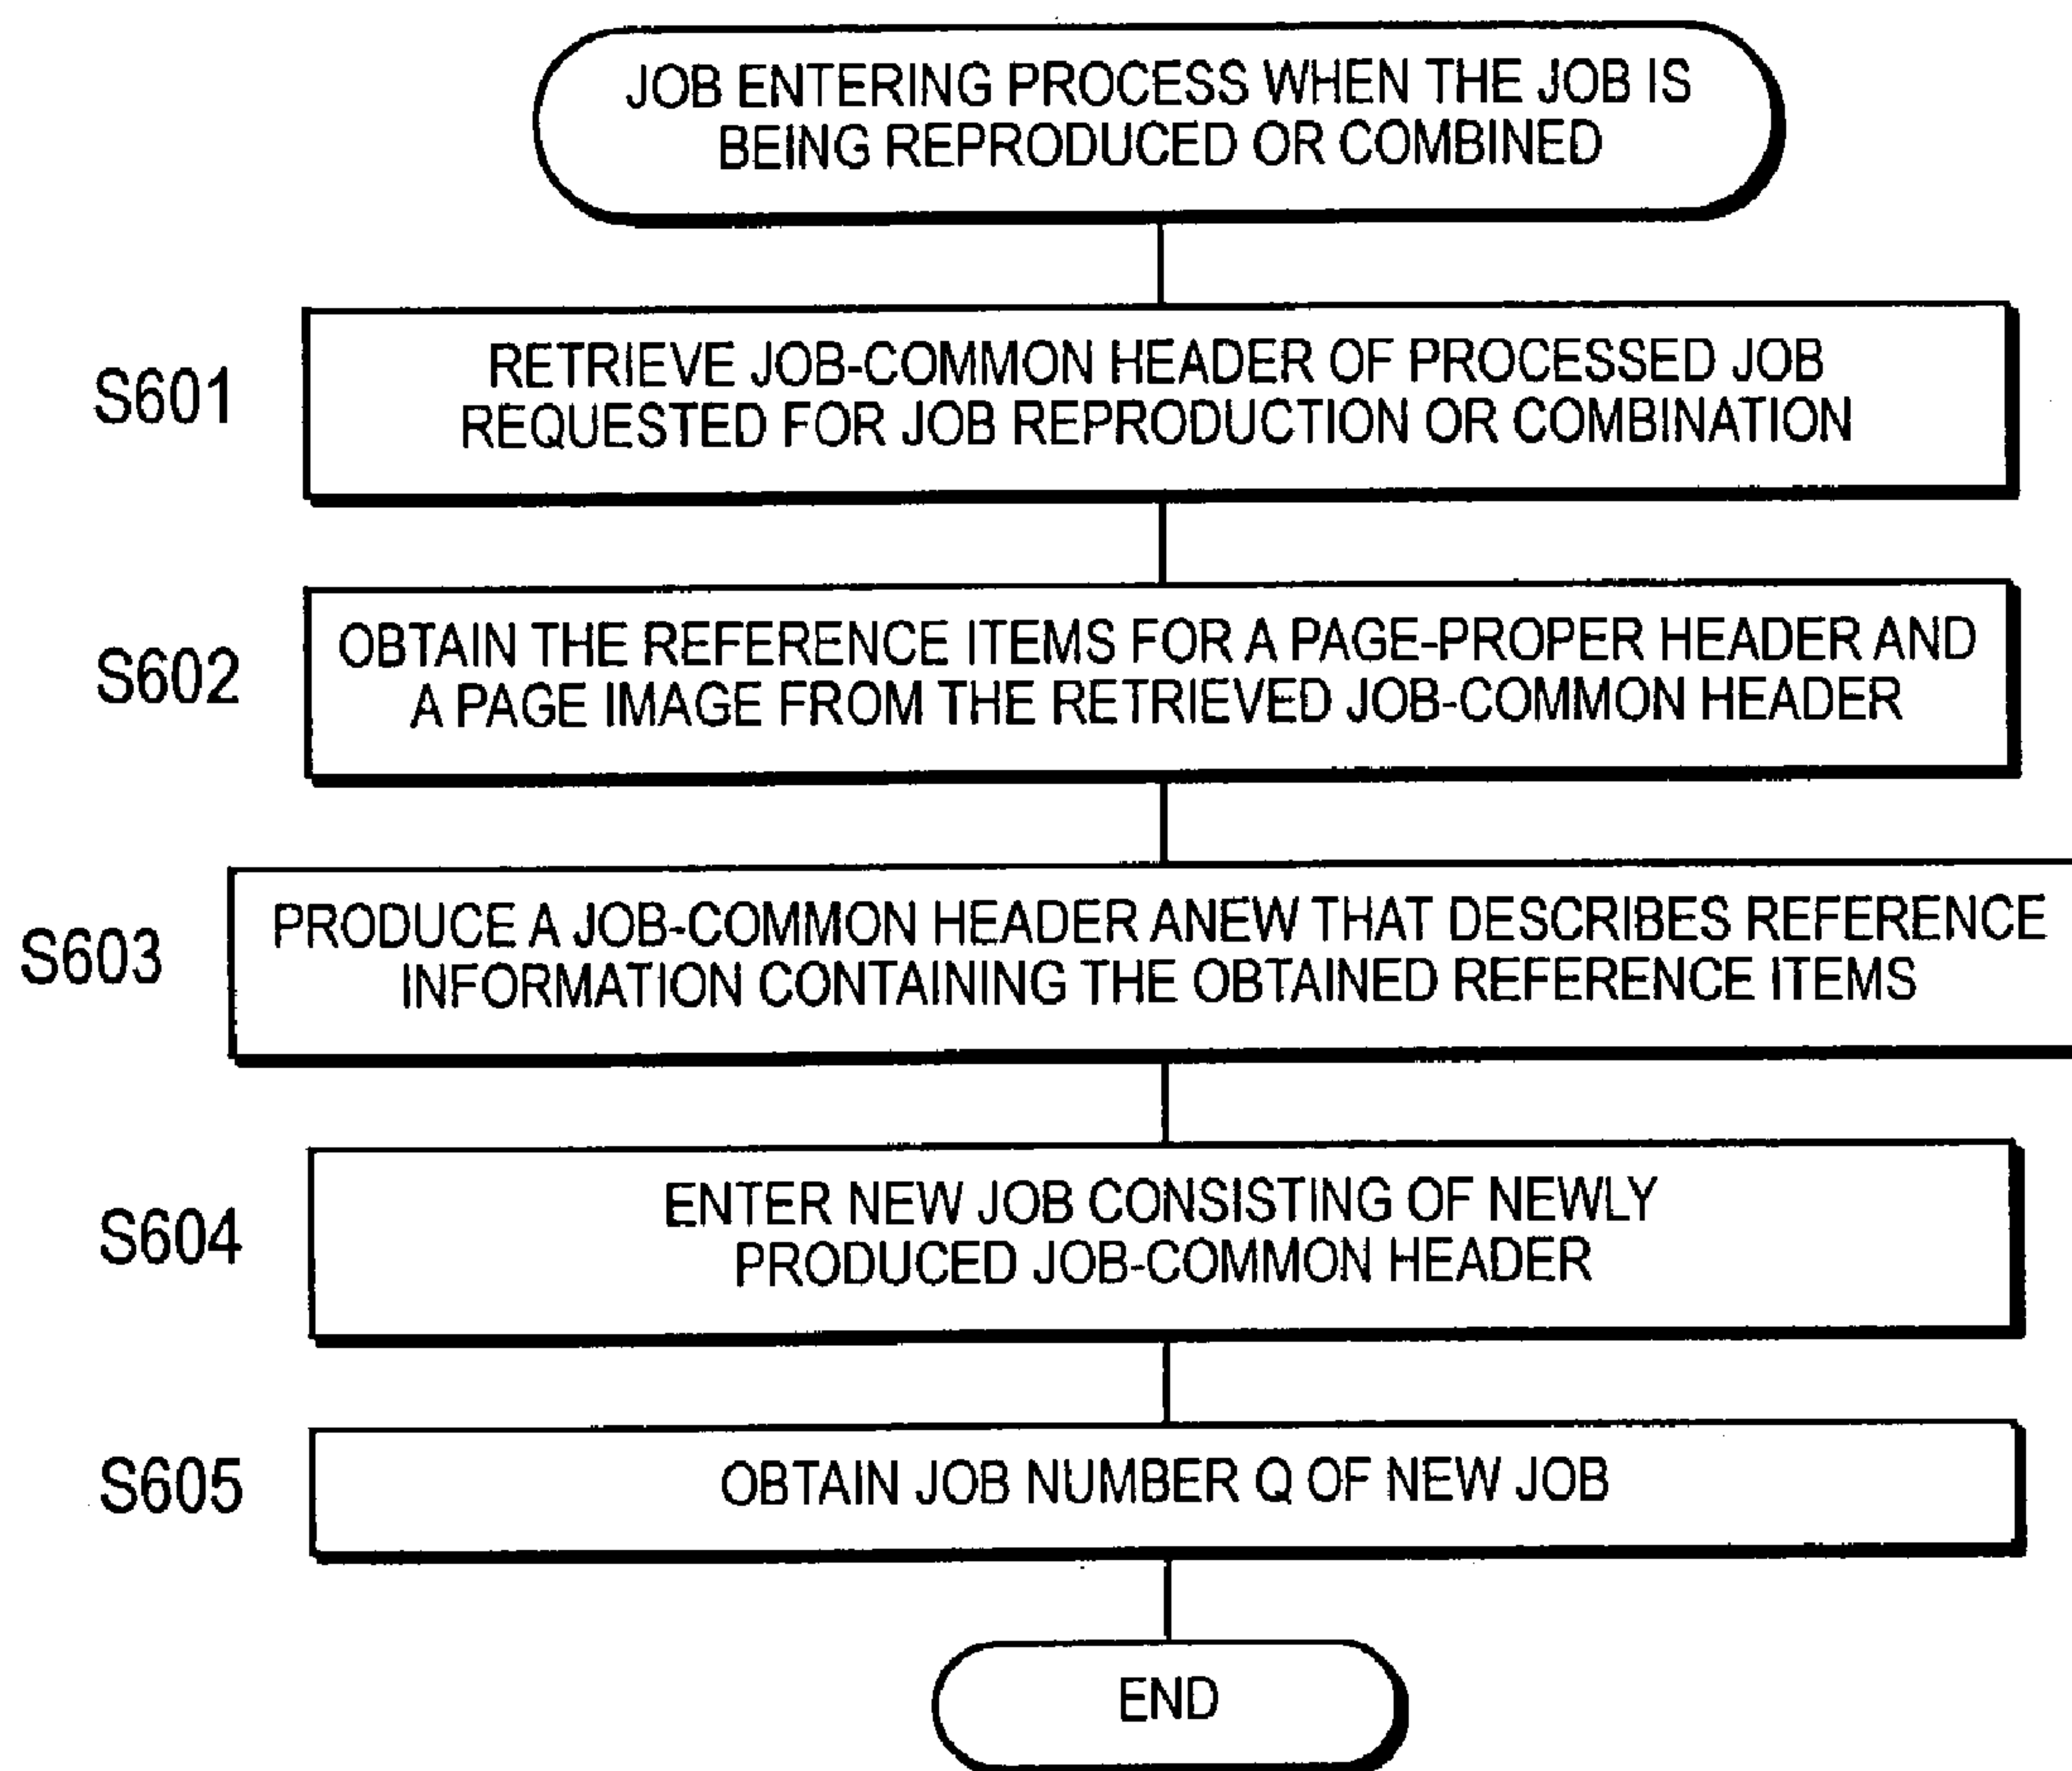 JOB ENTERING PROCESS WHEN THE JOB IS
BEING REPRODUCED OR COMBINED
S601
RETRIEVE JOB-COMMON HEADER OF PROCESSED JOB
REQUESTED FOR JOB REPRODUCTION OR COMBINATION
S602
OBTAIN THE REFERENCE ITEMS FOR A PAGE-PROPER HEADER AND
A PAGE IMAGE FROM THE RETRIEVED JOB-COMMON HEADER
S603
PRODUCE A JOB-COMMON HEADER ANEW THAT DESCRIBES REFERENCE
INFORMATION CONTAINING THE OBTAINED REFERENCE ITEMS
S604
ENTER NEW JOB CONSISTING OF NEWLY
PRODUCED JOB-COMMON HEADER
S605
OBTAIN JOB NUMBER Q OF NEW JOB
END